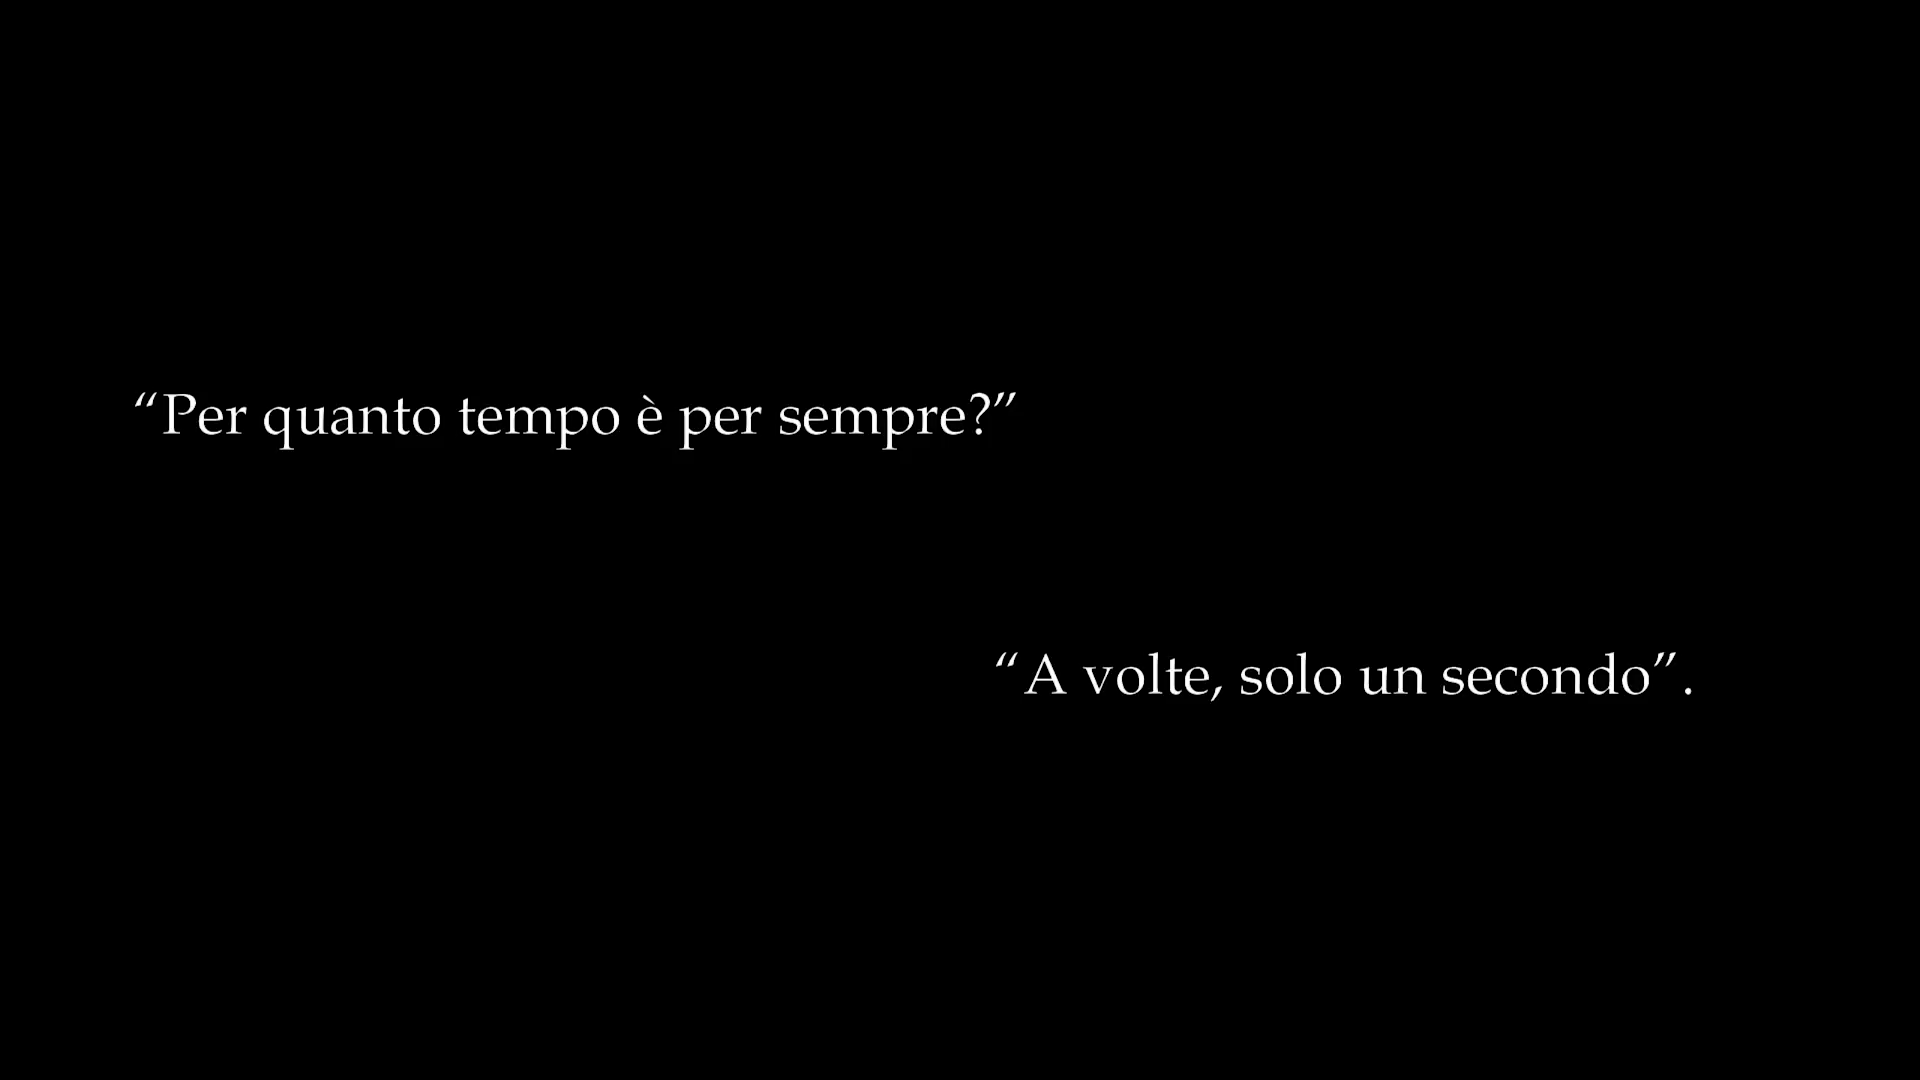 “Per quanto tempo è per sempre?”
“A volte, solo un secondo”.